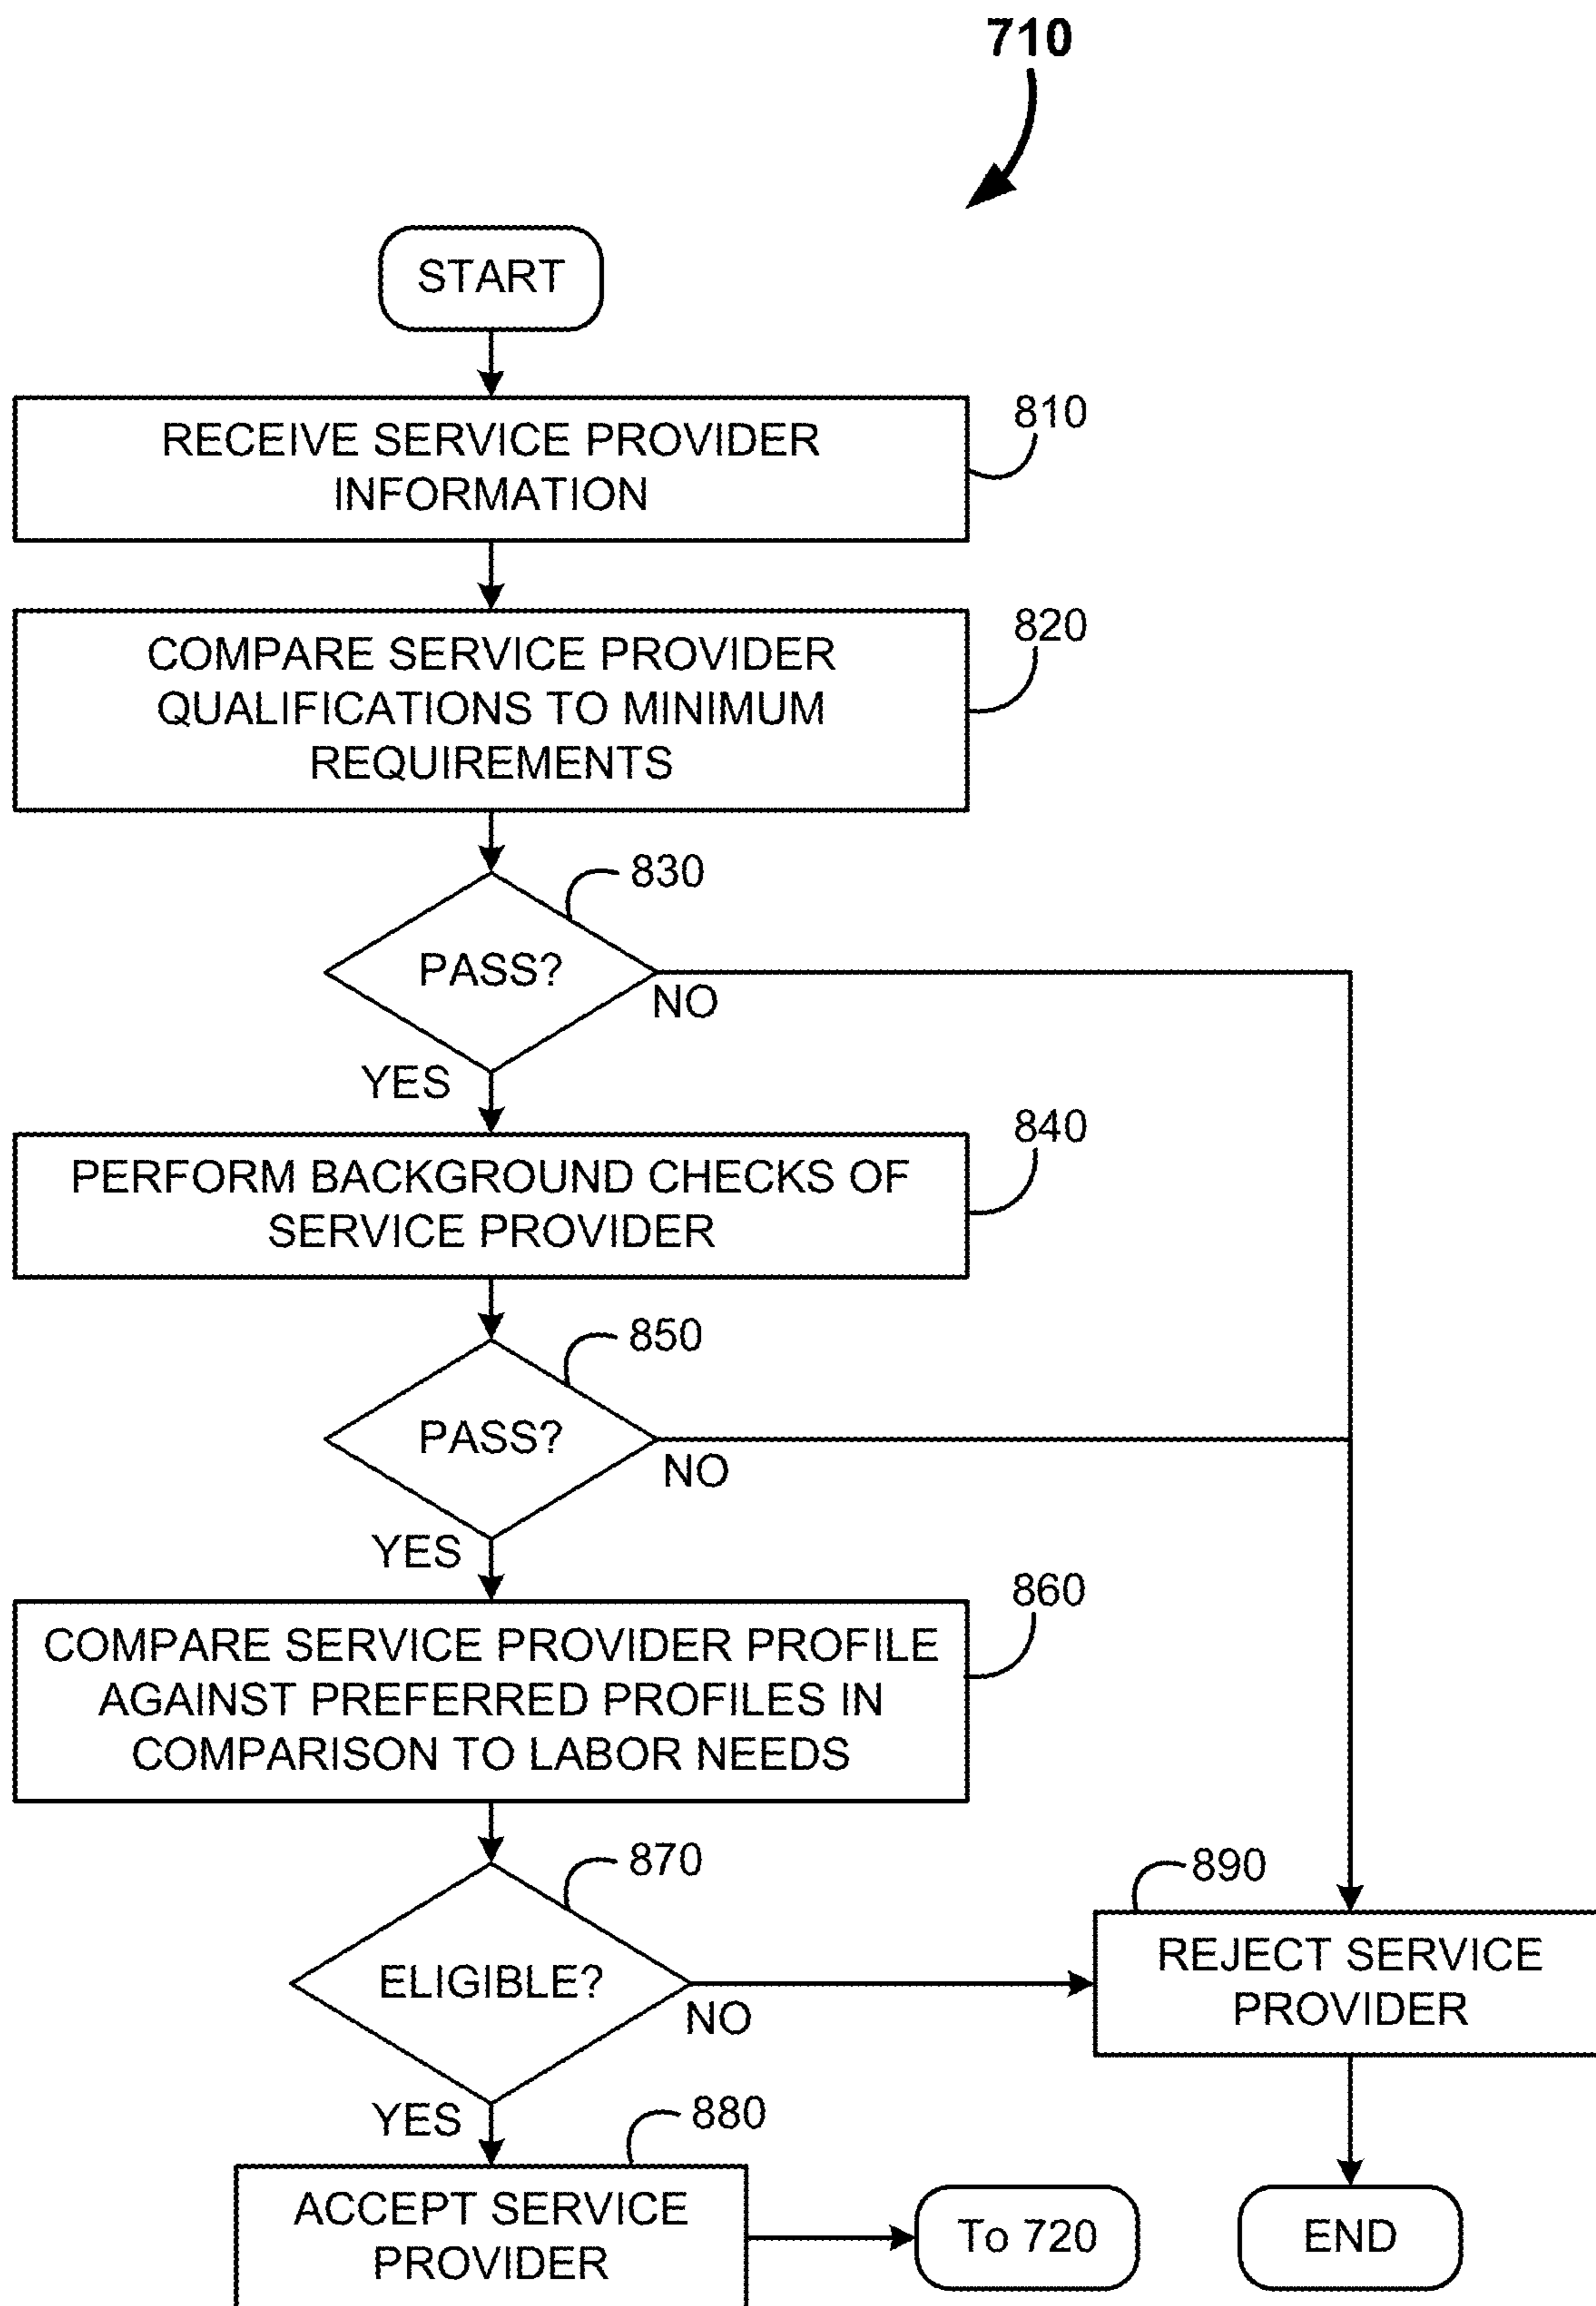 710
START
RECEIVE SERVICE PROVIDER
INFORMATION
810
COMPARE SERVICE PROVIDER
QUALIFICATIONS TO MINIMUM
REQUIREMENTS
820
830
PASS?
NO
YES
PERFORM BACKGROUND CHECKS OF
SERVICE PROVIDER
840
850
PASS?
NO
YES
COMPARE SERVICE PROVIDER PROFILE
AGAINST PREFERRED PROFILES IN
COMPARISON TO LABOR NEEDS
860
870
ELIGIBLE?
NO
YES
890
REJECT SERVICE
PROVIDER
880
ACCEPT SERVICE
PROVIDER
To 720
END